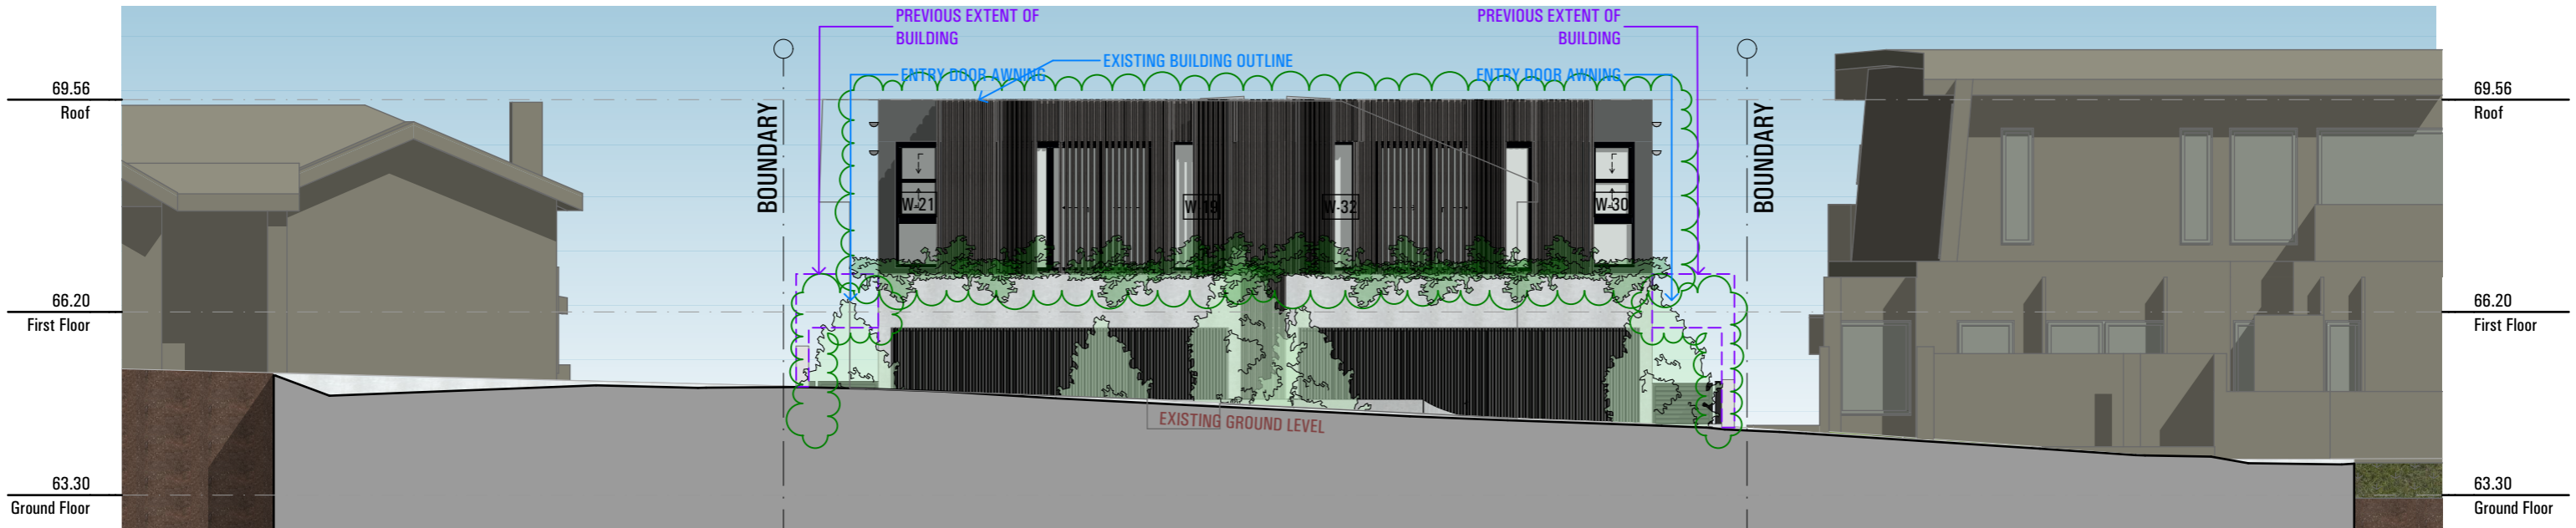 PREVIOUS EXTENT OF
BUILDING
PREVIOUS EXTENT OF
BUILDING
EXISTING BUILDING OUTLINE
ENTRY DOOR AWNING
ENTRY DOOR AWNING
69.56
Roof
69.56
Roof
BOUNDARY
BOUNDARY
W-21
W-19
W-32
W-30
66.20
First Floor
66.20
First Floor
EXISTING GROUND LEVEL
63.30
Ground Floor
63.30
Ground Floor